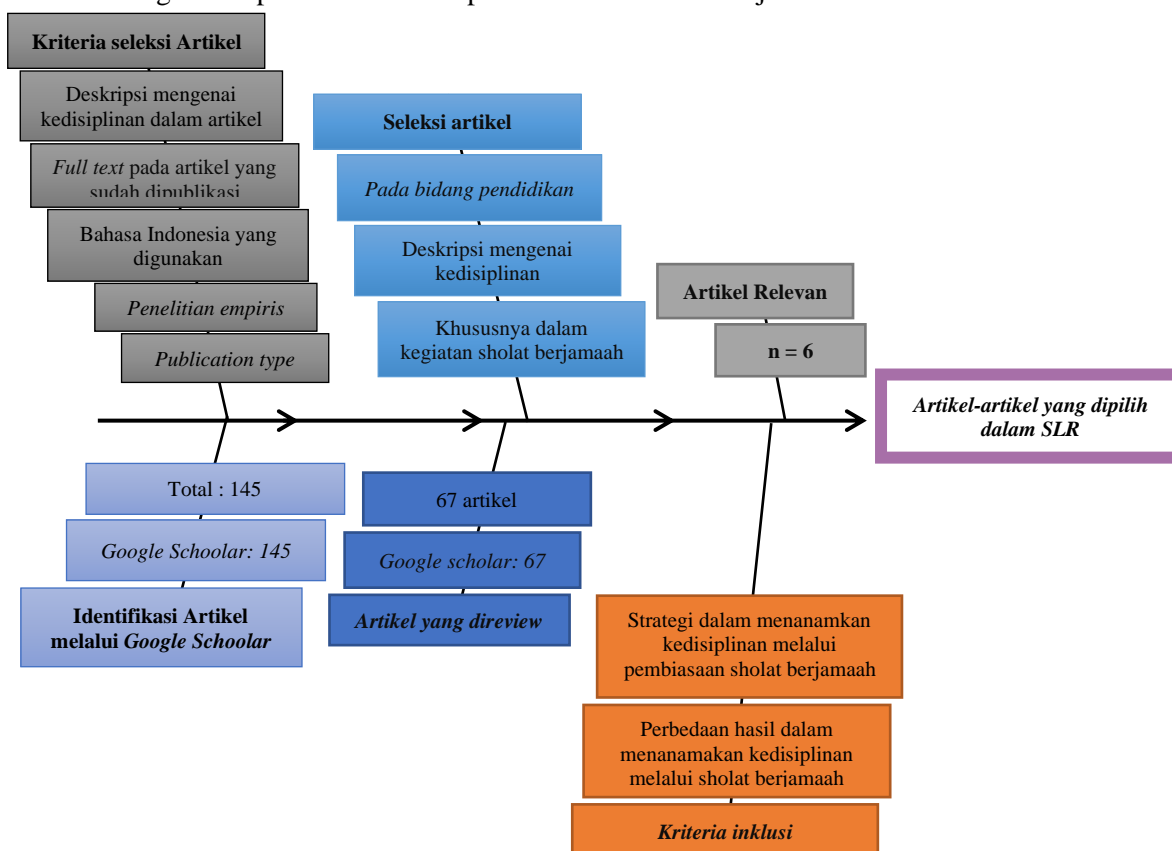 Kriteria seleksi Artikel
Deskripsi mengenai
kedisiplinan dalam artikel
Full text pada artikel yang
sudah dipublikasi
Bahasa Indonesia yang
digunakan
Penelitian empiris
Publication type
Seleksi artikel
Pada bidang pendidikan
Deskripsi mengenai
kedisiplinan
Khususnya dalam
kegiatan sholat berjamaah
Artikel Relevan
n = 6
Artikel-artikel yang dipilih
dalam SLR
Total : 145
Google Schoolar: 145
Identifikasi Artikel
melalui Google Schoolar
67 artikel
Google scholar: 67
Artikel yang direview
Strategi dalam menanamkan
kedisiplinan melalui
pembiasaan sholat berjamaah
Perbedaan hasil dalam
menanamakan kedisiplinan
melalui sholat berjamaah
Kriteria inklusi